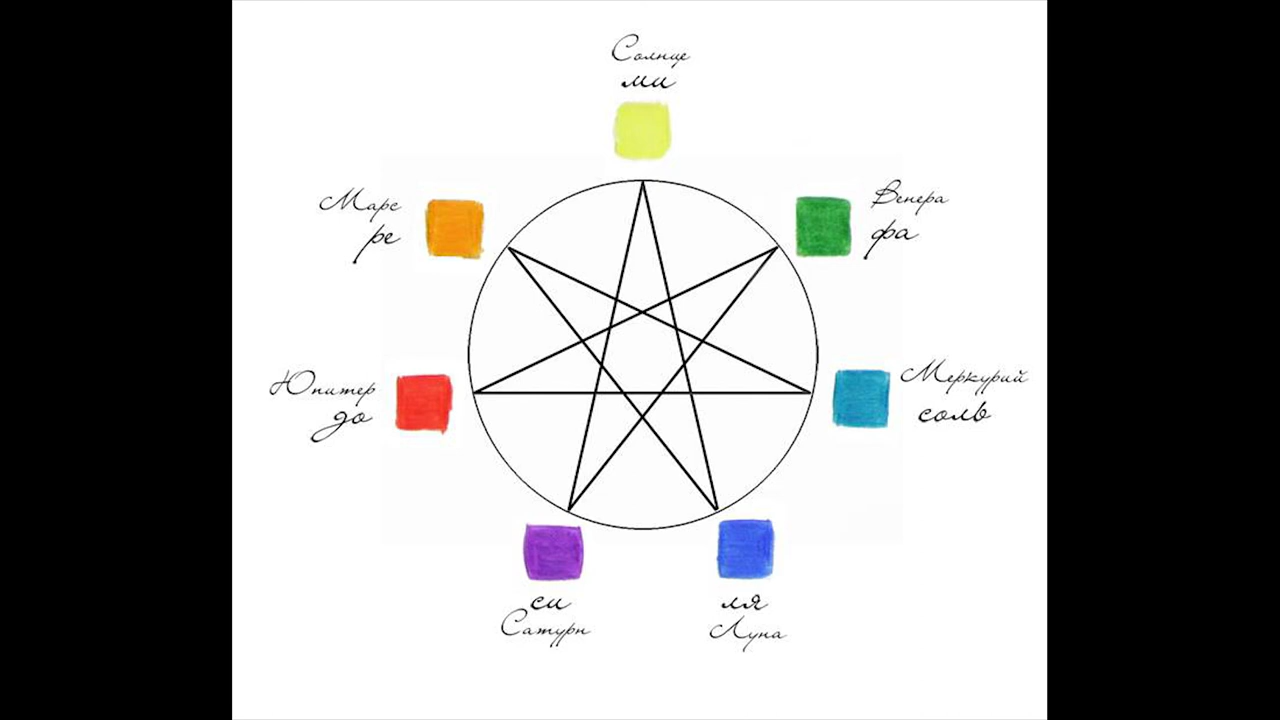 Солнце
ми
Марс
ре
Венера
фа
Юпитер
до
Меркурий
соль
си
Сатурн
ля
Луна